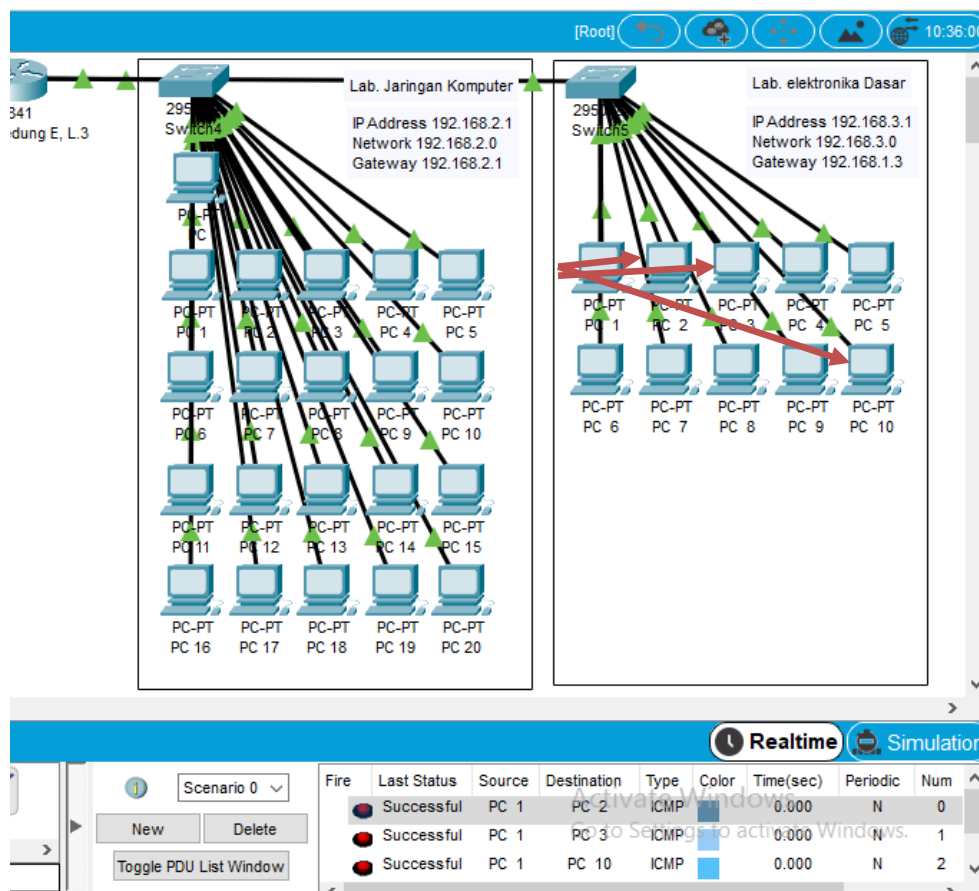 [Root]
10:36:00
341
edung E, L.3
Switch4
Lab. Jaringan Komputer
IP Address 192.168.2.1
Network 192.168.2.0
Gateway 192.168.2.1
Switch5
Lab. elektronika Dasar
IP Address 192.168.3.1
Network 192.168.3.0
Gateway 192.168.1.3
PC-PT
PC
PC-PT PC-PT PC-PT PC-PT PC-PT
PC 1 PC 2 PC 3 PC 4 PC 5
PC-PT PC-PT PC-PT PC-PT PC-PT
PC 6 PC 7 PC 8 PC 9 PC 10
PC-PT PC-PT PC-PT PC-PT PC-PT
PC 11 PC 12 PC 13 PC 14 PC 15
PC-PT PC-PT PC-PT PC-PT PC-PT
PC 16 PC 17 PC 18 PC 19 PC 20
PC-PT PC-PT PC-PT PC-PT PC-PT
PC 1 PC 2 PC 3 PC 4 PC 5
PC-PT PC-PT PC-PT PC-PT PC-PT
PC 6 PC 7 PC 8 PC 9 PC 10
Realtime
Simulation
Scenario 0
New Delete
Toggle PDU List Window
Fire Last Status Source Destination Type Color Time(sec) Periodic Num
Successful PC 1 PC 2 ICMP 0.000 N 0
Successful PC 1 PC 3 ICMP 0.000 N 1
Successful PC 1 PC 10 ICMP 0.000 N 2
Activate Windows
Go to Settings to activate Windows.